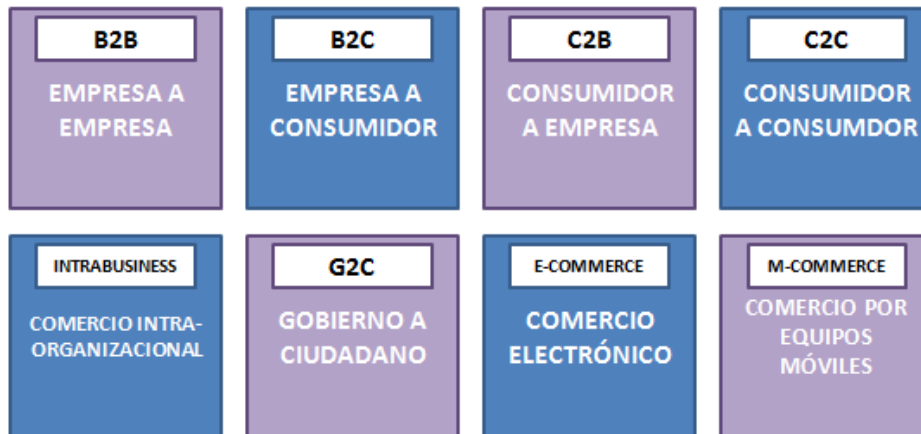 B2B
EMPRESA A
EMPRESA
B2C
EMPRESA A
CONSUMIDOR
C2B
CONSUMIDOR
A EMPRESA
C2C
CONSUMIDOR
A CONSUMDOR
INTRABUSINESS
COMERCIO INTRA-
ORGANIZACIONAL
G2C
GOBIERNO A
CIUDADANO
E-COMMERCE
COMERCIO
ELECTRÓNICO
M-COMMERCE
COMERCIO POR
EQUIPOS
MÓVILES